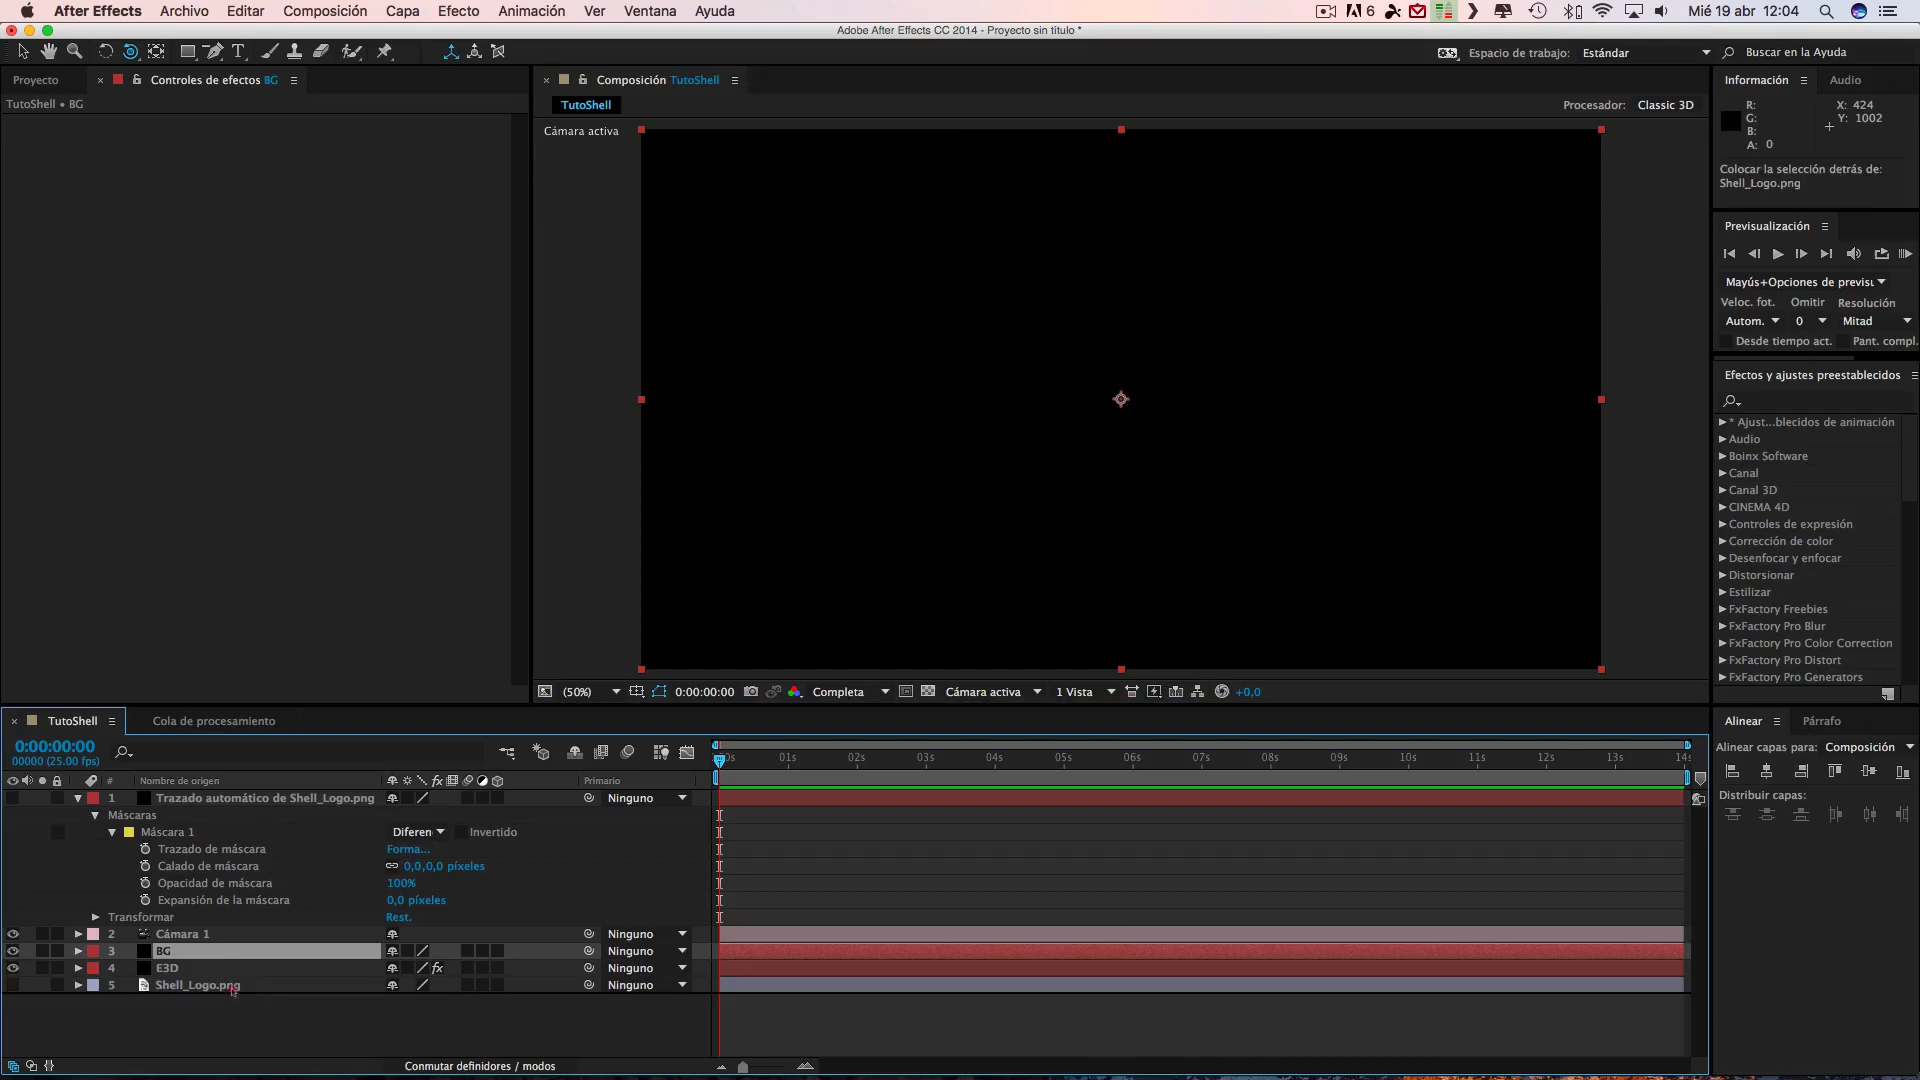 After Effects Archivo Editar Composición Capa Efecto Animación Ver Ventana Ayuda 6 Mié 19 abr 12:04
Adobe After Effects CC 2014 - Proyecto sin título *
Espacio de trabajo: Estándar Buscar en la Ayuda
Proyecto Controles de efectos BG
TutoShell • BG
Composición TutoShell
TutoShell
Procesador: Classic 3D
Cámara activa
Información Audio
R:
G:
B:
A: 0
X: 424
Y: 1002
Colocar la selección detrás de:
Shell_Logo.png
Previsualización
Mayús+Opciones de previsu
Veloc. fot. Omitir Resolución
Autom. 0 Mitad
Desde tiempo act. Pant. compl.
Efectos y ajustes preestablecidos
* Ajust...blecidos de animación
Audio
Boinx Software
Canal
Canal 3D
CINEMA 4D
Controles de expresión
Corrección de color
Desenfocar y enfocar
Distorsionar
Estilizar
FxFactory Freebies
FxFactory Pro Blur
FxFactory Pro Color Correction
FxFactory Pro Distort
FxFactory Pro Generators
(50%) 0:00:00:00 Completa Cámara activa 1 Vista +0,0
TutoShell Cola de procesamiento
0:00:00:00
00000 (25.00 fps)
# Nombre de origen fx Primario
01s 02s 03s 04s 05s 06s 07s 08s 09s 10s 11s 12s 13s
1 Trazado automático de Shell_Logo.png Ninguno
Máscaras
Máscara 1 Diferen Invertido
Trazado de máscara Forma...
Calado de máscara 0,0,0,0 píxeles
Opacidad de máscara 100%
Expansión de la máscara 0,0 píxeles
Transformar Rest.
2 Cámara 1 Ninguno
3 BG Ninguno
4 E3D fx Ninguno
5 Shell_Logo.png Ninguno
Conmutar definidores / modos
Alinear Párrafo
Alinear capas para: Composición
Distribuir capas: